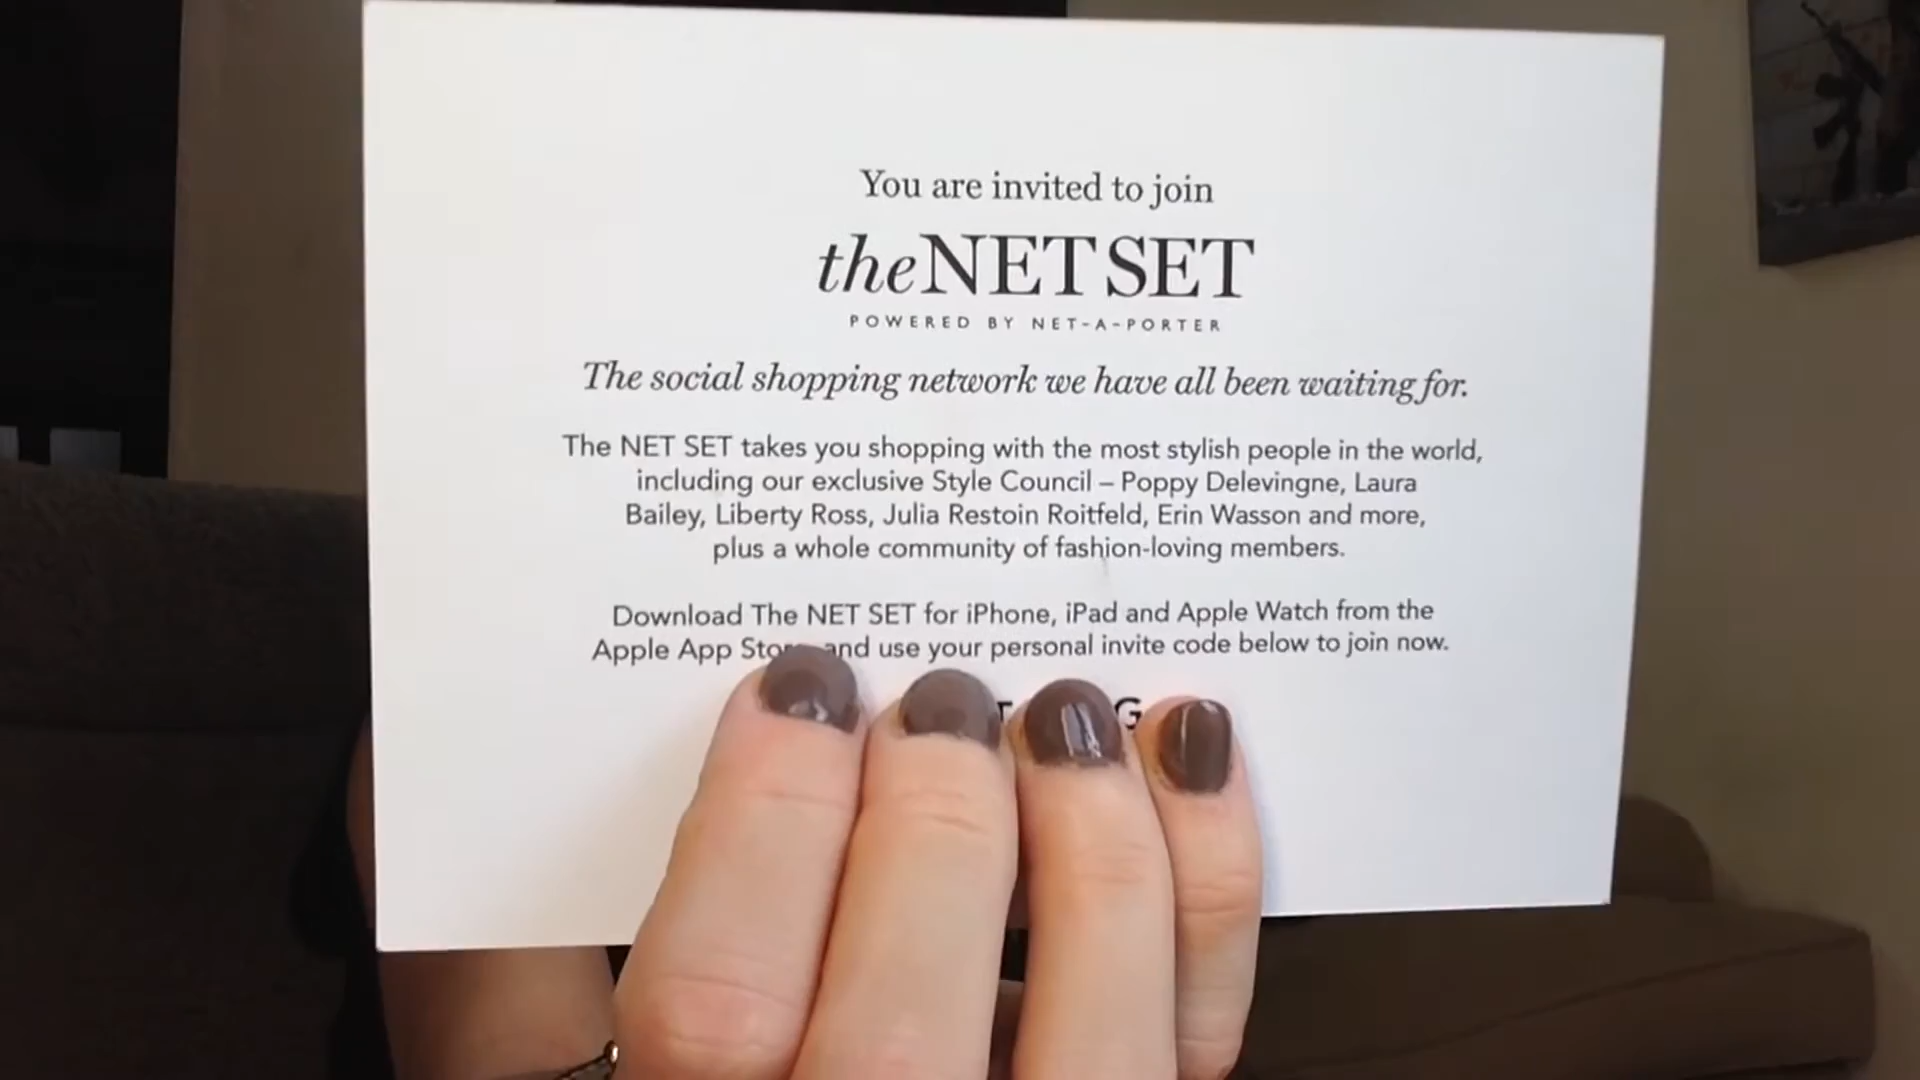 You are invited to join
the NET SET
POWERED BY NET-A-PORTER
The social shopping network we have all been waiting for.
The NET SET takes you shopping with the most stylish people in the world,
including our exclusive Style Council – Poppy Delevingne, Laura
Bailey, Liberty Ross, Julia Restoin Roitfeld, Erin Wasson and more,
plus a whole community of fashion-loving members.
Download The NET SET for iPhone, iPad and Apple Watch from the
Apple App Store and use your personal invite code below to join now.